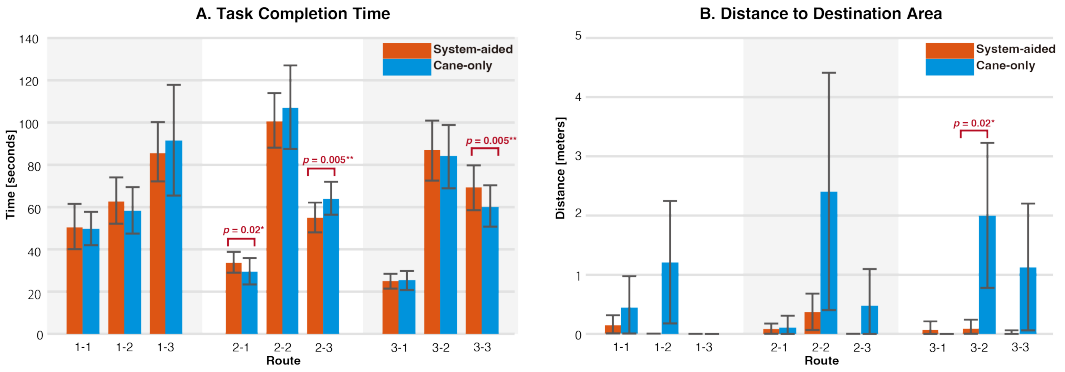 A. Task Completion Time
140
120
100
80
60
40
20
0
Time [seconds]
System-aided
Cane-only
p = 0.02*
p = 0.005**
p = 0.005**
1-1 1-2 1-3 2-1 2-2 2-3 3-1 3-2 3-3
Route
B. Distance to Destination Area
5
4
3
2
1
0
Distance [meters]
System-aided
Cane-only
p = 0.02*
1-1 1-2 1-3 2-1 2-2 2-3 3-1 3-2 3-3
Route